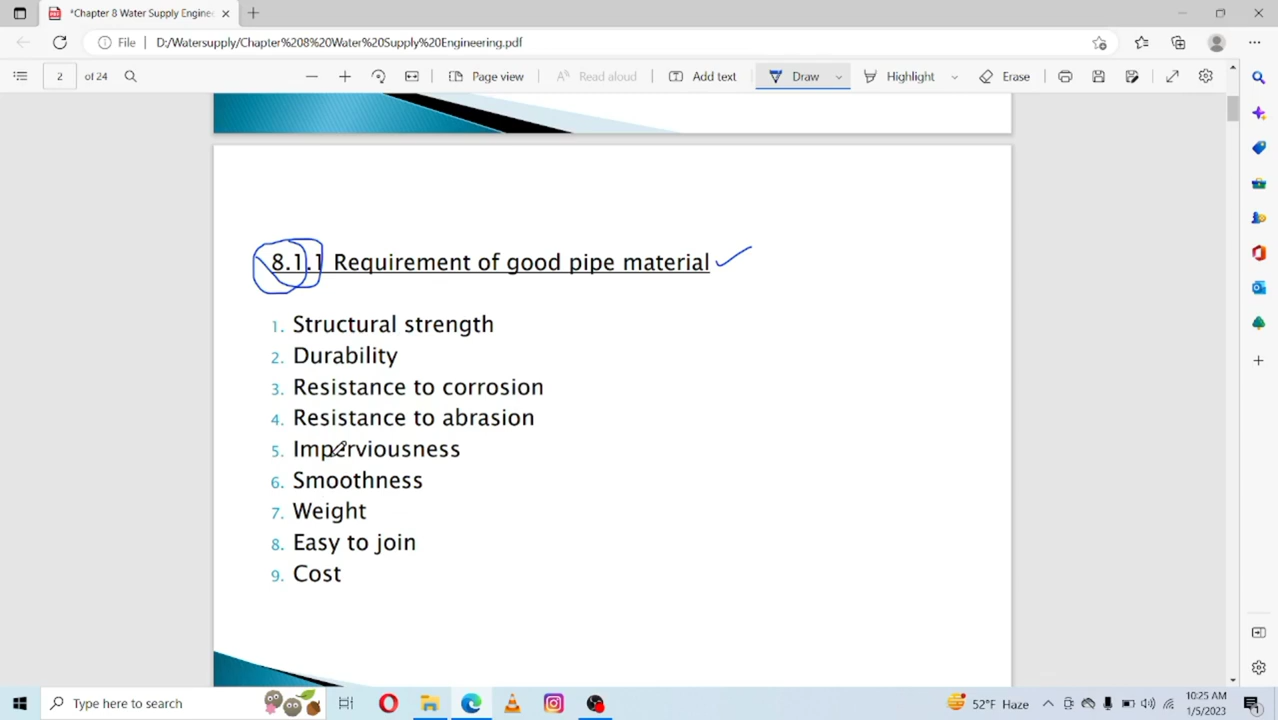 *Chapter 8 Water Supply Engine
File
D:/Watersupply/Chapter%208%20Water%20Supply%20Engineering.pdf
2
of 24
Page view
Read aloud
Add text
Draw
Highlight
Erase
8.1.1 Requirement of good pipe material
1. Structural strength
2. Durability
3. Resistance to corrosion
4. Resistance to abrasion
5. Imperviousness
6. Smoothness
7. Weight
8. Easy to join
9. Cost
Type here to search
52°F Haze
10:25 AM
1/5/2023